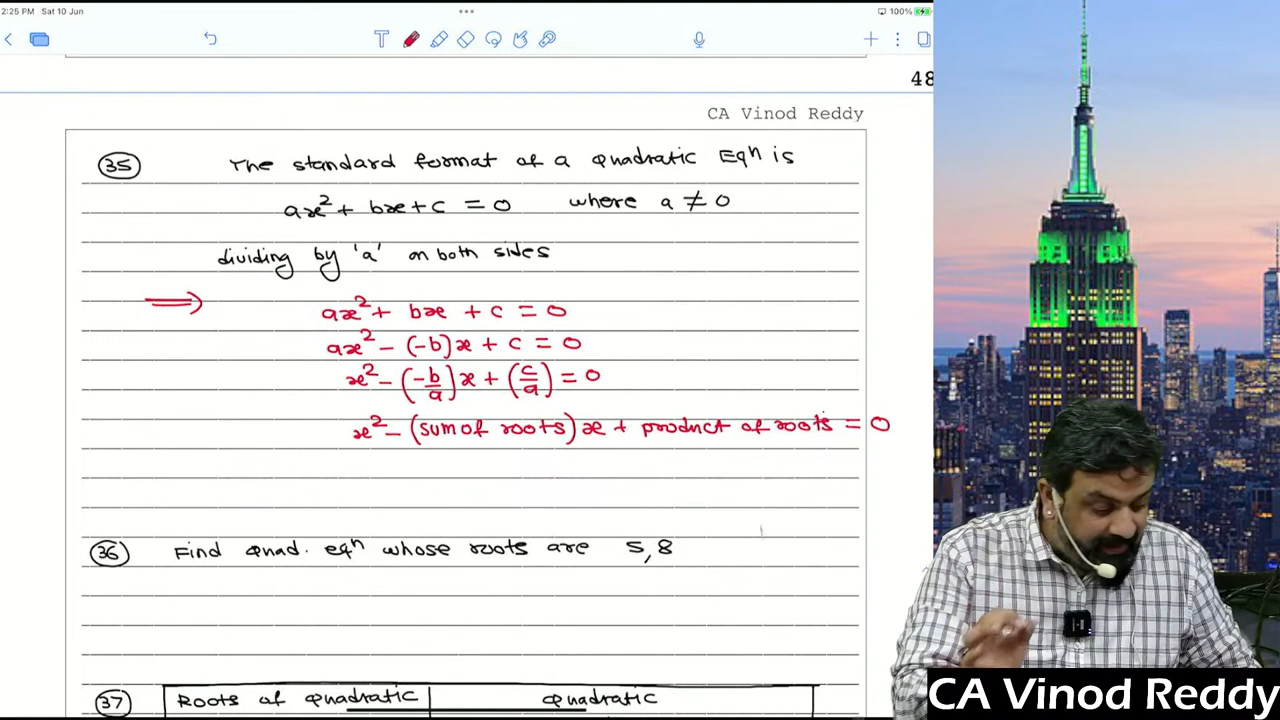 2:25 PM Sat 10 Jun
100%
48
CA Vinod Reddy
35 The standard format of a quadratic Eqn is
ax² + bx + c = 0 where a ≠ 0
dividing by 'a' on both sides
⟹ ax² + bx + c = 0
ax² - (-b)x + c = 0
x² - (-b/a)x + (c/a) = 0
x² - (sum of roots)x + product of roots = 0
36 Find quad. eqn whose roots are 5,8
37 Roots of quadratic quadratic
CA Vinod Reddy